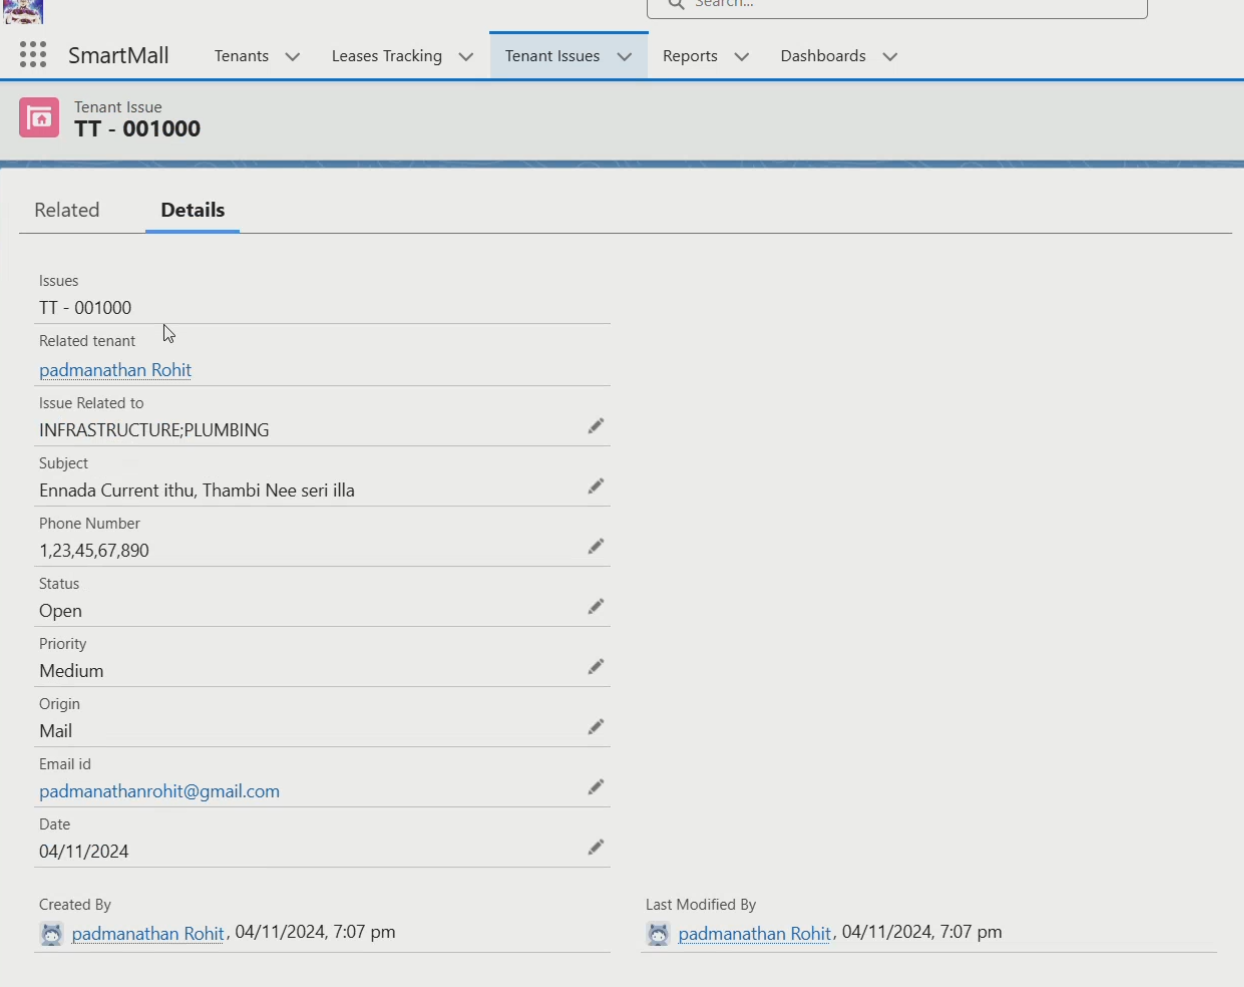 Search...
SmartMall Tenants Leases Tracking Tenant Issues Reports Dashboards
Tenant Issue
TT - 001000
Related Details
Issues
TT - 001000
Related tenant
padmanathan Rohit
Issue Related to
INFRASTRUCTURE;PLUMBING
Subject
Ennada Current ithu, Thambi Nee seri illa
Phone Number
1,23,45,67,890
Status
Open
Priority
Medium
Origin
Mail
Email id
padmanathanrohit@gmail.com
Date
04/11/2024
Created By
padmanathan Rohit, 04/11/2024, 7:07 pm
Last Modified By
padmanathan Rohit, 04/11/2024, 7:07 pm